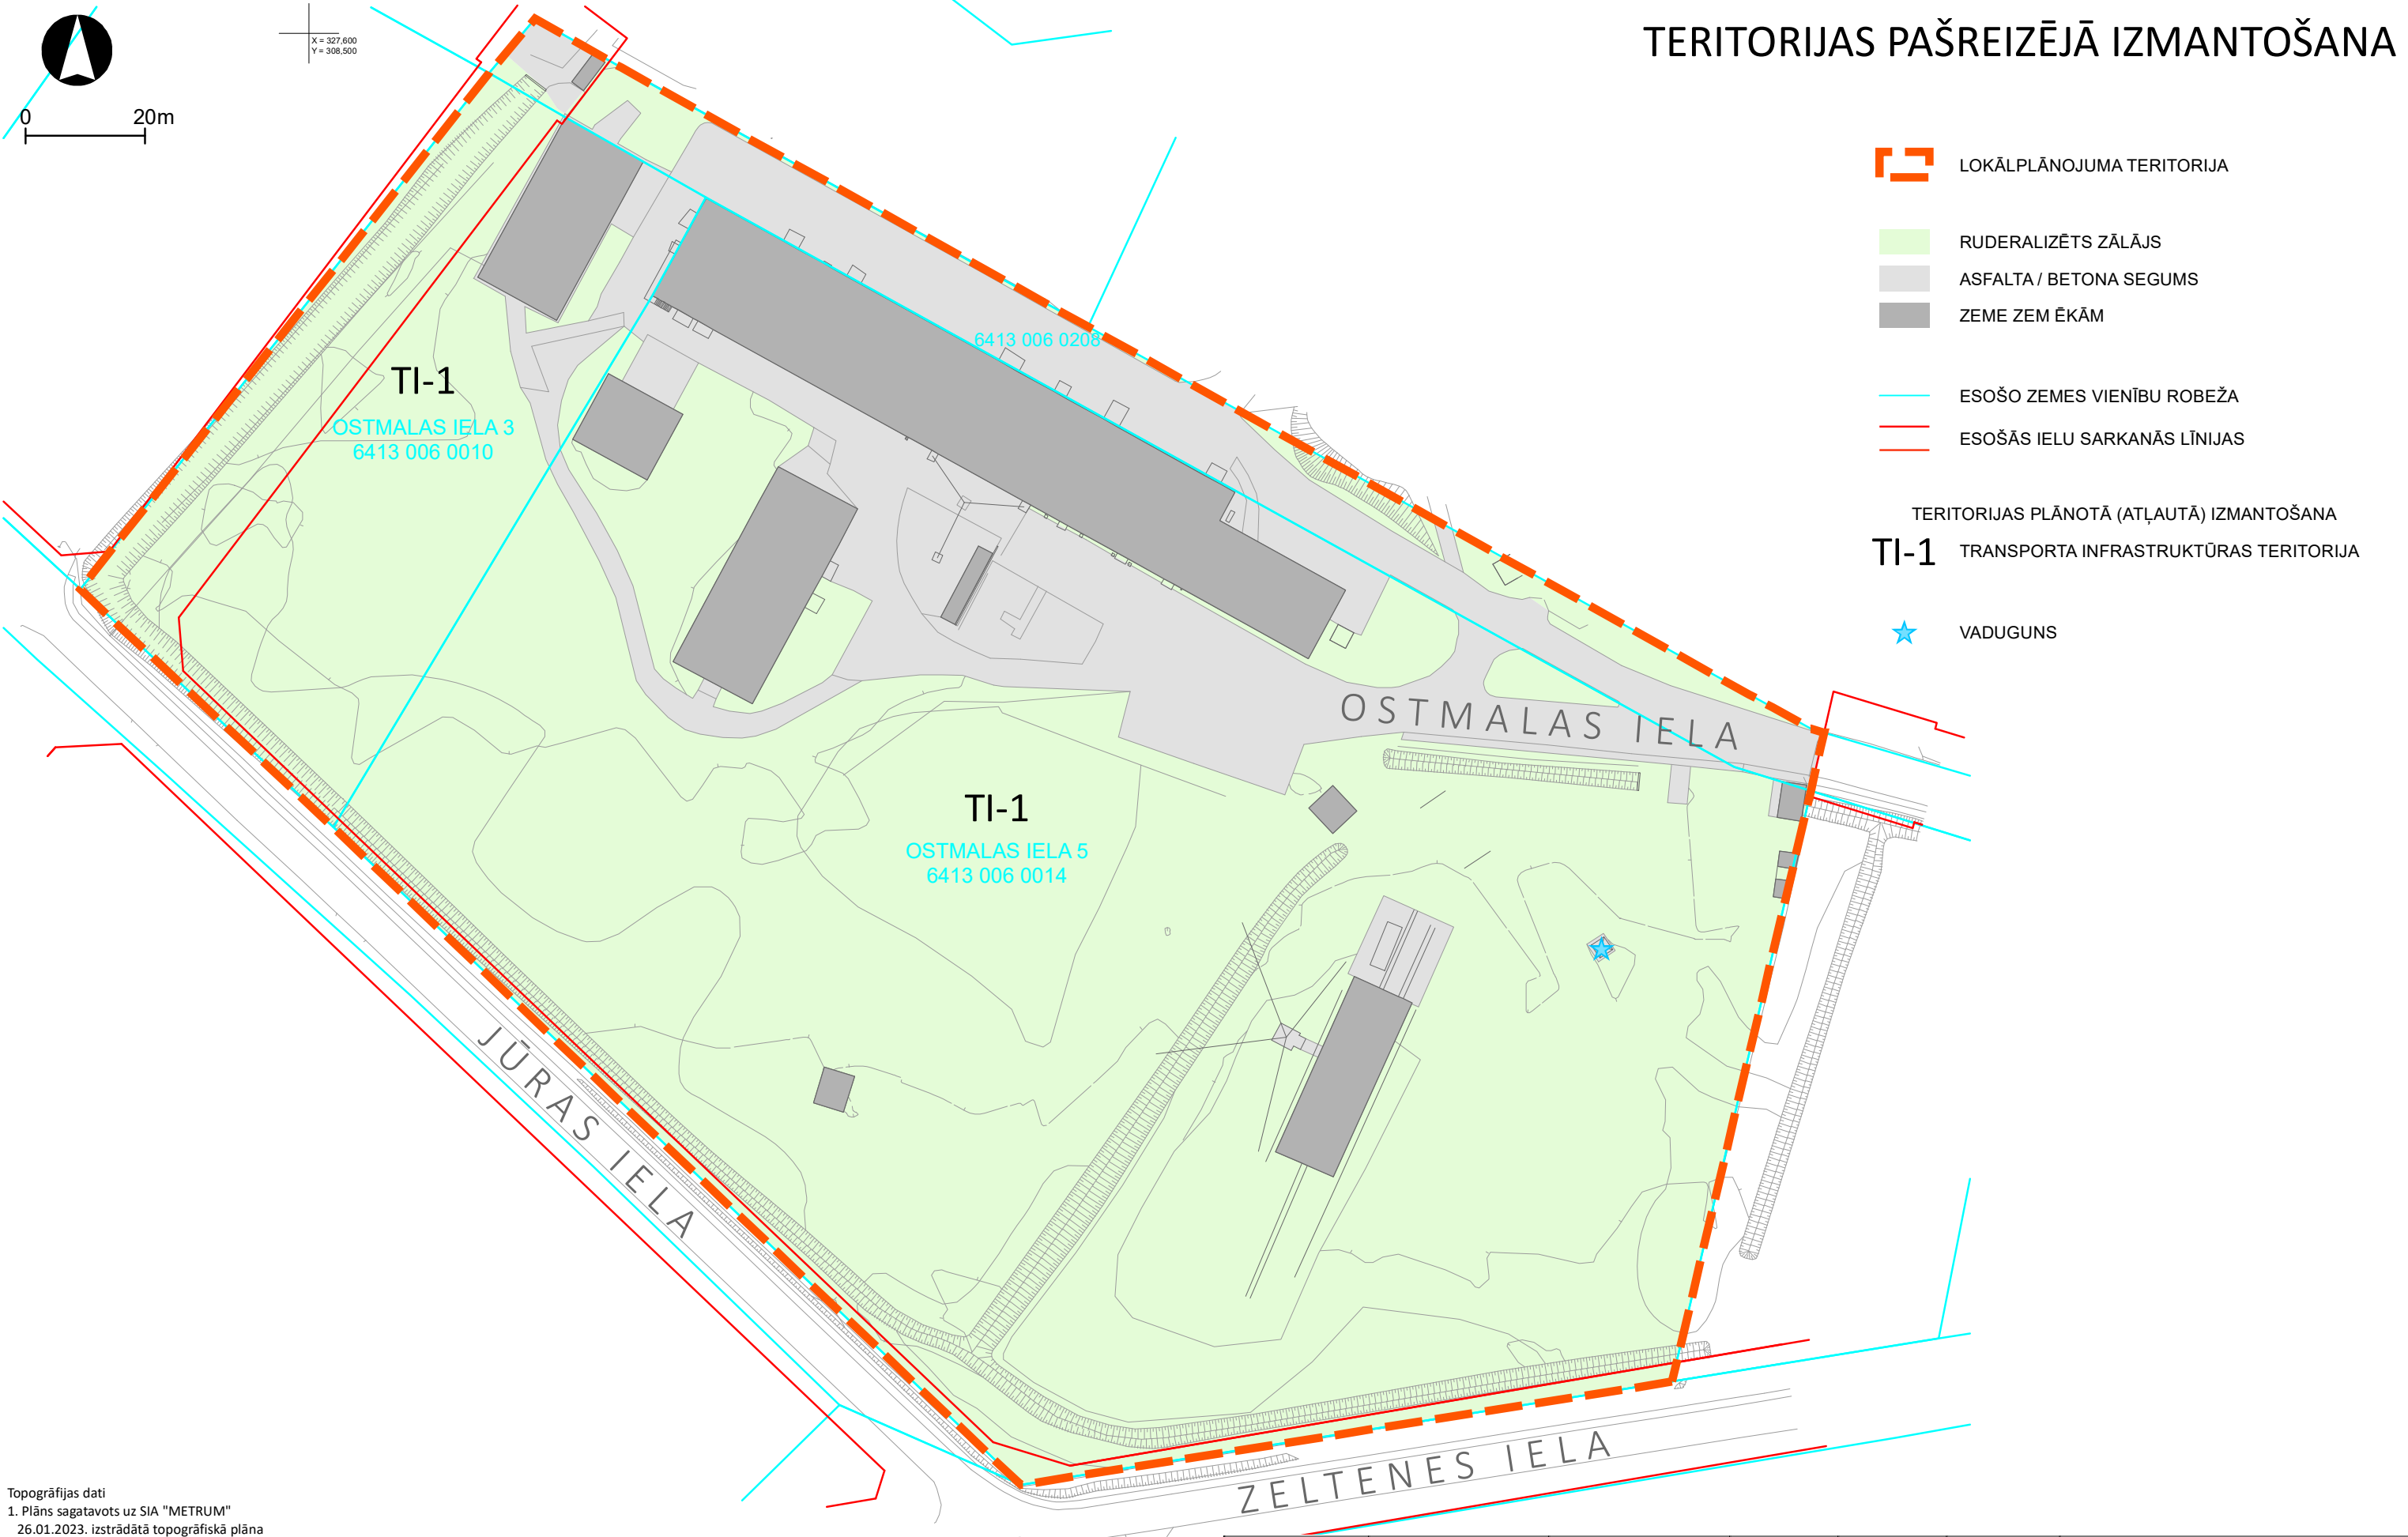 TERITORIJAS PAŠREIZĒJĀ IZMANTOŠANA
X = 327,600
Y = 308,500
0 20m
LOKĀLPLĀNOJUMA TERITORIJA
RUDERALIZĒTS ZĀLĀJS
ASFALTA / BETONA SEGUMS
ZEME ZEM ĒKĀM
ESOŠO ZEMES VIENĪBU ROBEŽA
ESOŠĀS IELU SARKANĀS LĪNIJAS
TERITORIJAS PLĀNOTĀ (ATĻAUTĀ) IZMANTOŠANA
TI-1 TRANSPORTA INFRASTRUKTŪRAS TERITORIJA
VADUGUNS
6413 006 0208
TI-1
OSTMALAS IELA 3
6413 006 0010
OSTMALAS IELA
TI-1
OSTMALAS IELA 5
6413 006 0014
JŪRAS IELA
ZELTENES IELA
Topogrāfijas dati
1. Plāns sagatavots uz SIA "METRUM"
26.01.2023. izstrādātā topogrāfiskā plāna